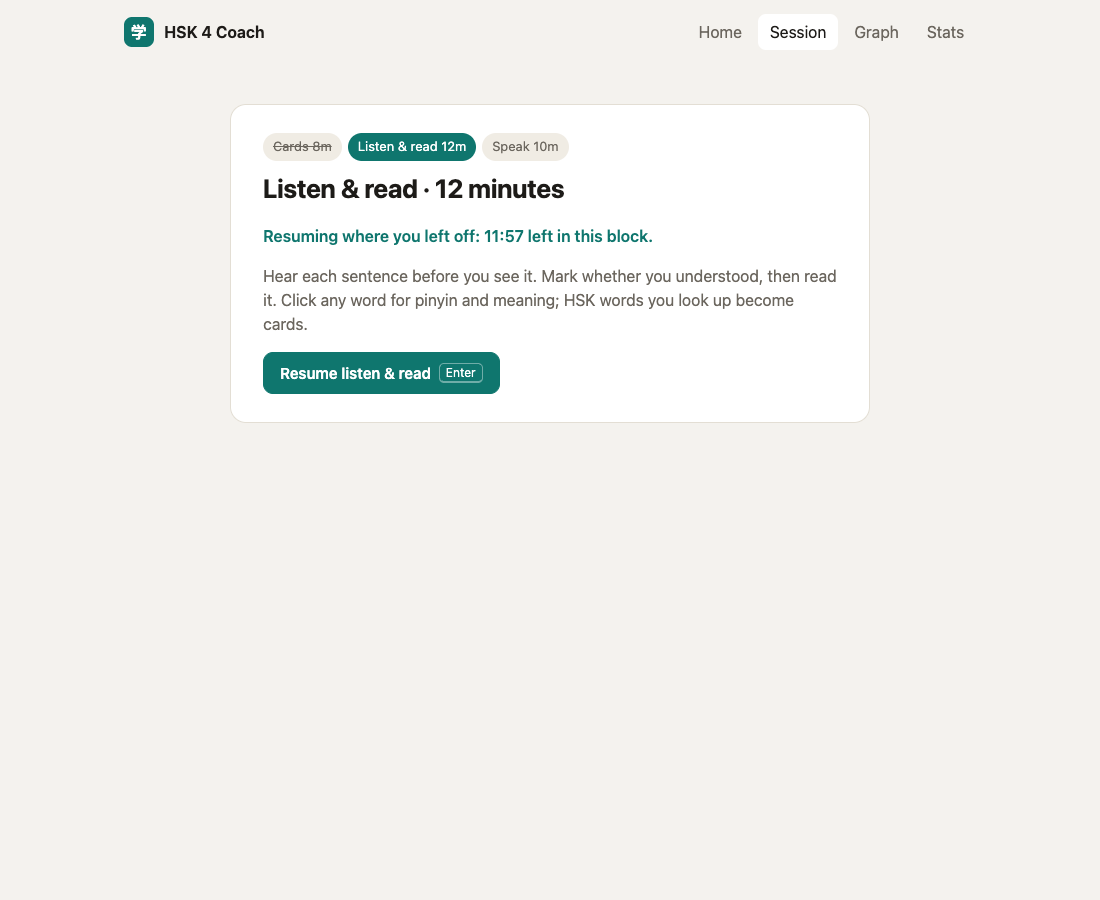 学 HSK 4 Coach
Home Session Graph Stats
Cards 8m Listen & read 12m Speak 10m
Listen & read · 12 minutes
Resuming where you left off: 11:57 left in this block.
Hear each sentence before you see it. Mark whether you understood, then read
it. Click any word for pinyin and meaning; HSK words you look up become
cards.
Resume listen & read Enter